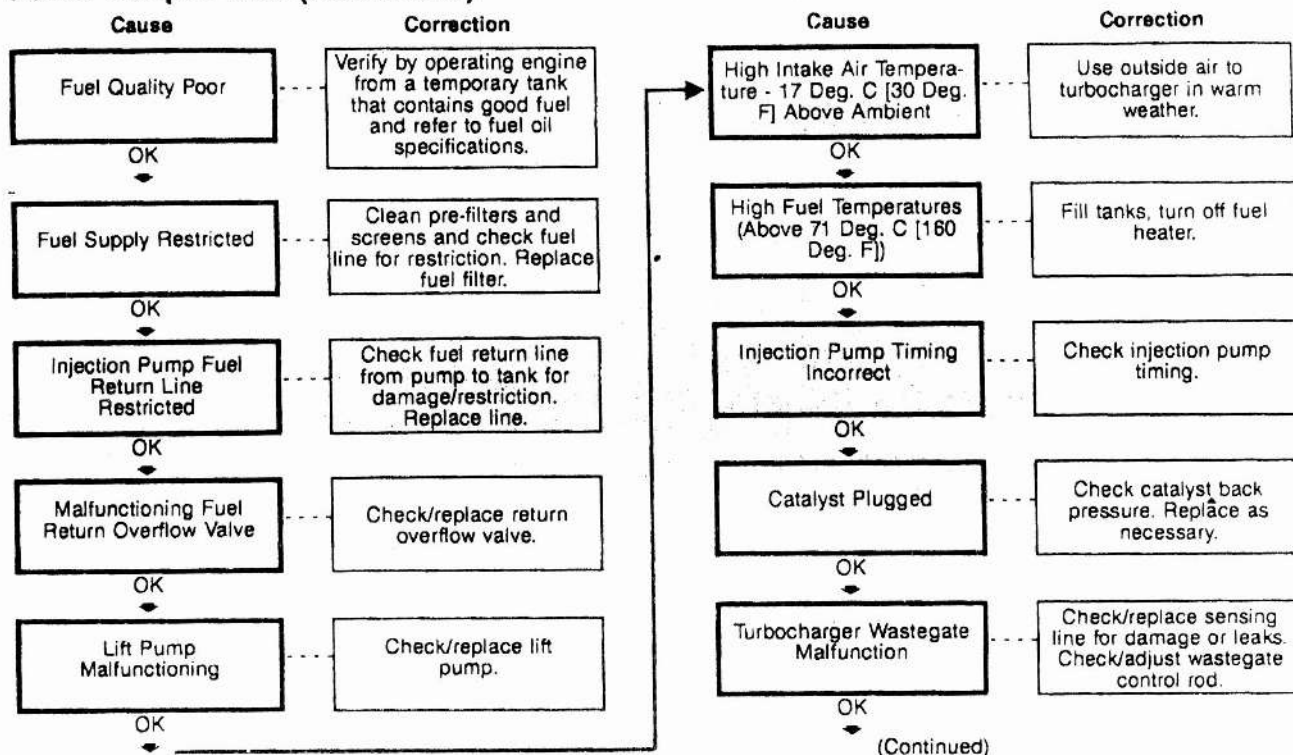 Cause
Correction
Fuel Quality Poor
Verify by operating engine
from a temporary tank
that contains good fuel
and refer to fuel oil
specifications.
OK
Fuel Supply Restricted
Clean pre-filters and
screens and check fuel
line for restriction. Replace
fuel filter.
OK
Injection Pump Fuel
Return Line
Restricted
Check fuel return line
from pump to tank for
damage/restriction.
Replace line.
OK
Malfunctioning Fuel
Return Overflow Valve
Check/replace return
overflow valve.
OK
Lift Pump
Malfunctioning
Check/replace lift
pump.
OK
Cause
Correction
High Intake Air Tempera-
ture - 17 Deg. C [30 Deg.
F] Above Ambient
Use outside air to
turbocharger in warm
weather.
OK
High Fuel Temperatures
(Above 71 Deg. C [160
Deg. F])
Fill tanks, turn off fuel
heater.
OK
Injection Pump Timing
Incorrect
Check injection pump
timing.
OK
Catalyst Plugged
Check catalyst back
pressure. Replace as
necessary.
OK
Turbocharger Wastegate
Malfunction
Check/replace sensing
line for damage or leaks.
Check/adjust wastegate
control rod.
OK
(Continued)